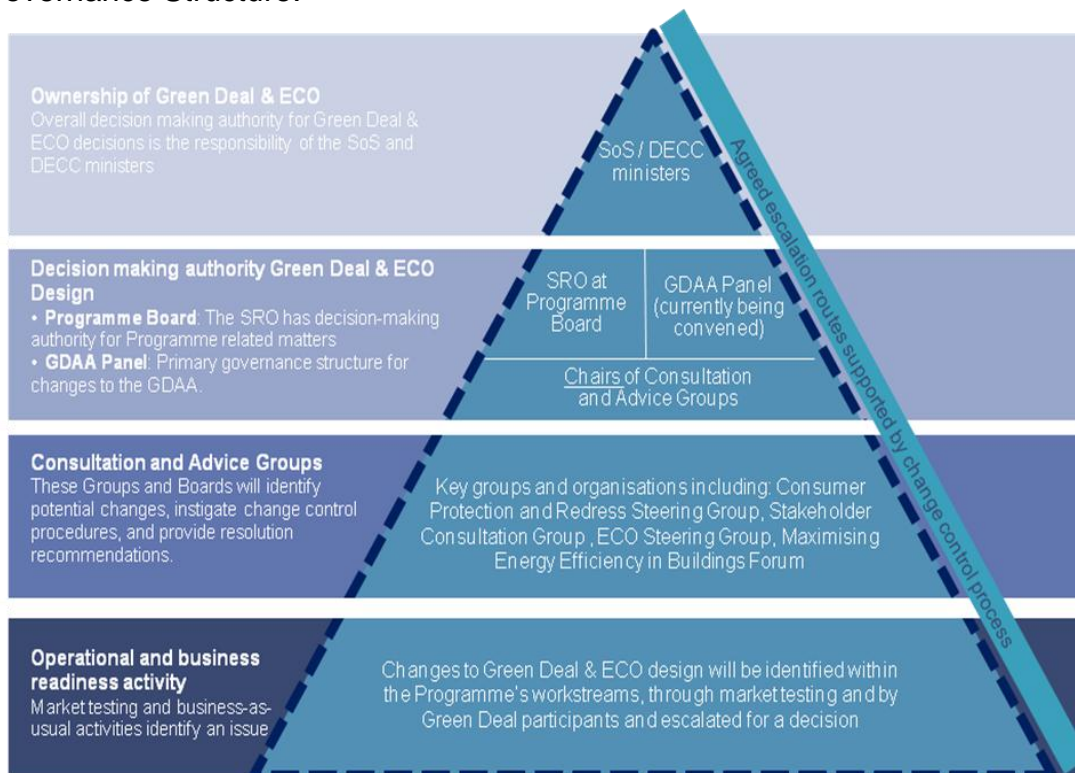 overnance Structure.
Ownership of Green Deal & ECO
Overall decision making authority for Green Deal &
ECO decisions is the responsibility of the SoS and
DECC ministers
SoS / DECC
ministers
Decision making authority Green Deal & ECO
Design
• Programme Board: The SRO has decision-making
authority for Programme related matters
• GDAA Panel: Primary governance structure for
changes to the GDAA.
SRO at
Programme
Board
GDAA Panel
(currently being
convened)
Chairs of Consultation
and Advice Groups
Consultation and Advice Groups
These Groups and Boards will identify
potential changes, instigate change control
procedures, and provide resolution
recommendations.
Key groups and organisations including: Consumer
Protection and Redress Steering Group, Stakeholder
Consultation Group , ECO Steering Group, Maximising
Energy Efficiency in Buildings Forum
Operational and business
readiness activity
Market testing and business-as-
usual activities identify an issue
Changes to Green Deal & ECO design will be identified within
the Programme's workstreams, through market testing and by
Green Deal participants and escalated for a decision
Agreed escalation routes supported by change control process